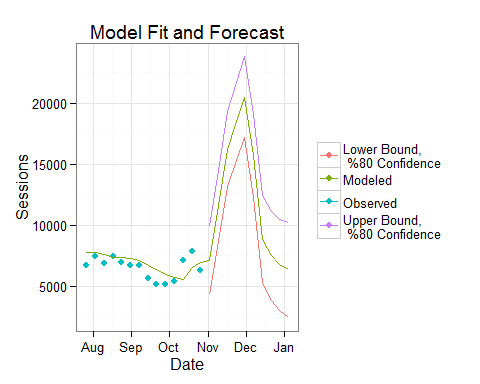 Model Fit and Forecast
20000
15000
10000
5000
Sessions
Aug Sep Oct Nov Dec Jan
Date
Lower Bound,
%80 Confidence
Modeled
Observed
Upper Bound,
%80 Confidence